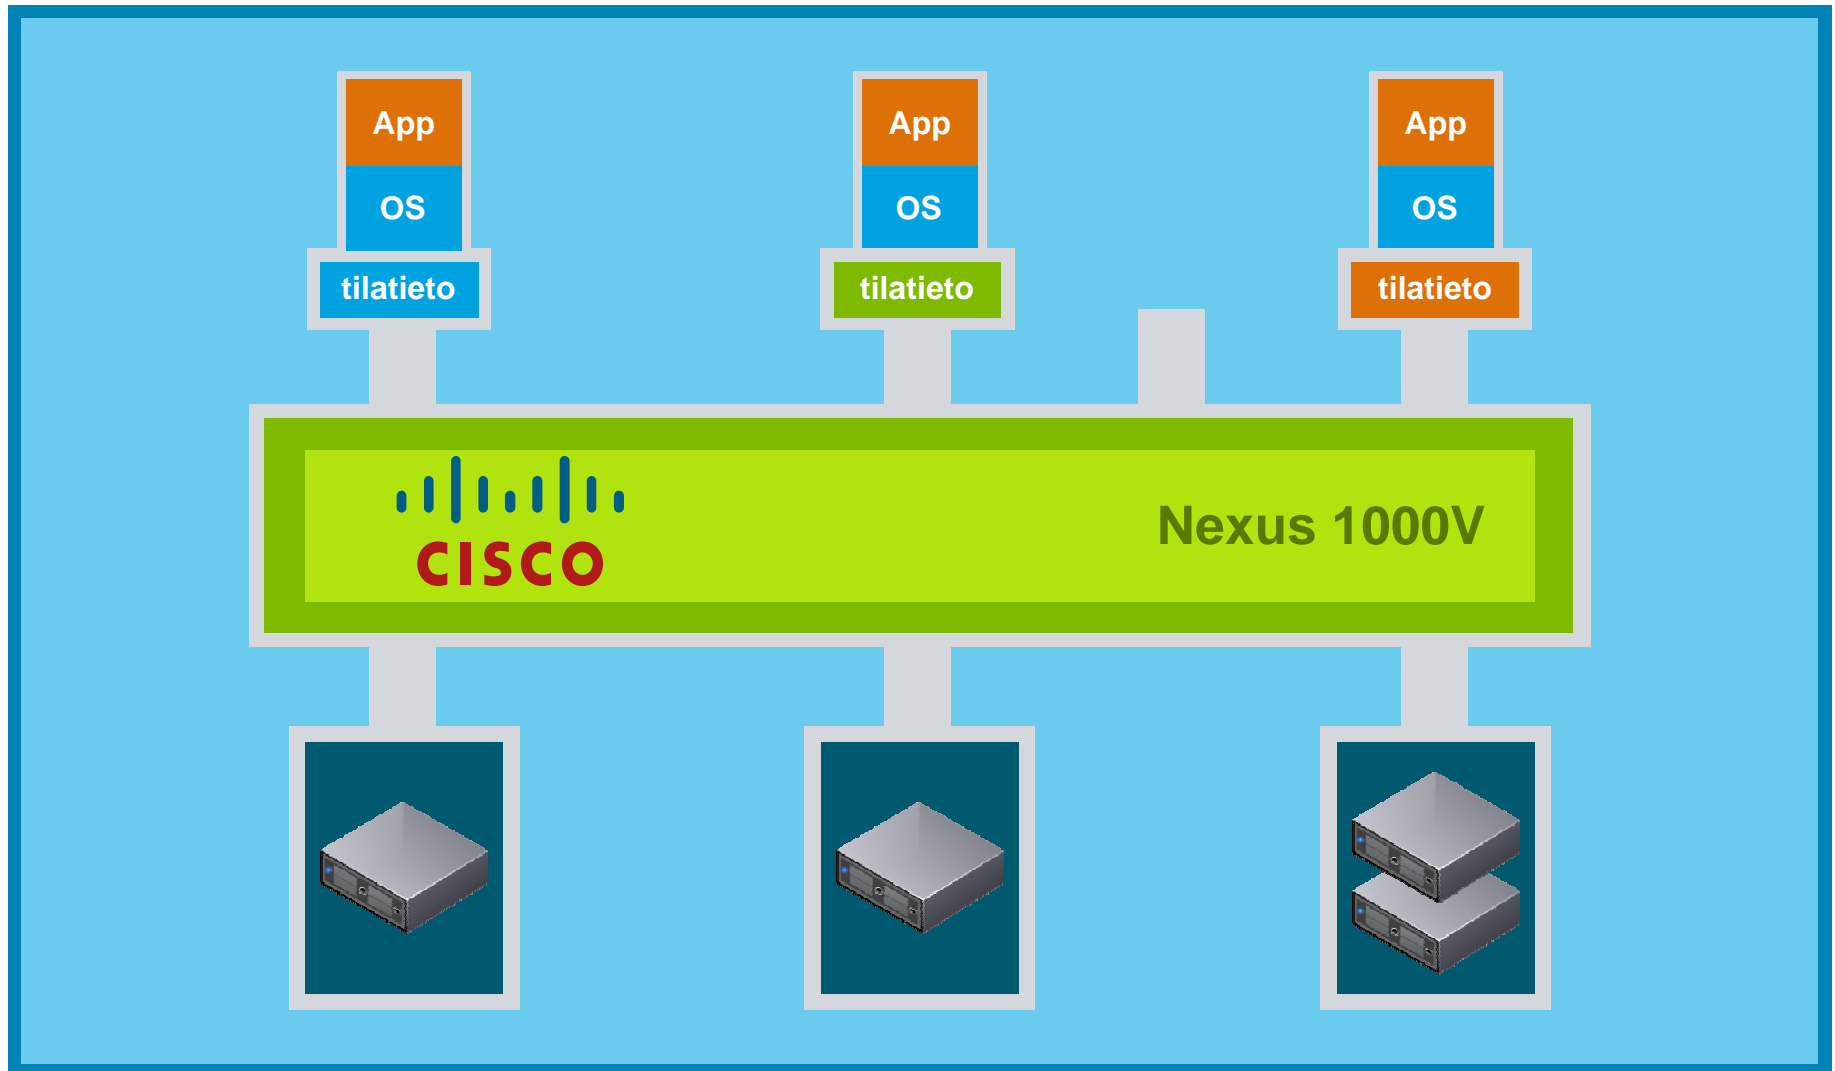 App
OS
tilatieto
App
OS
tilatieto
App
OS
tilatieto
CISCO
Nexus 1000V